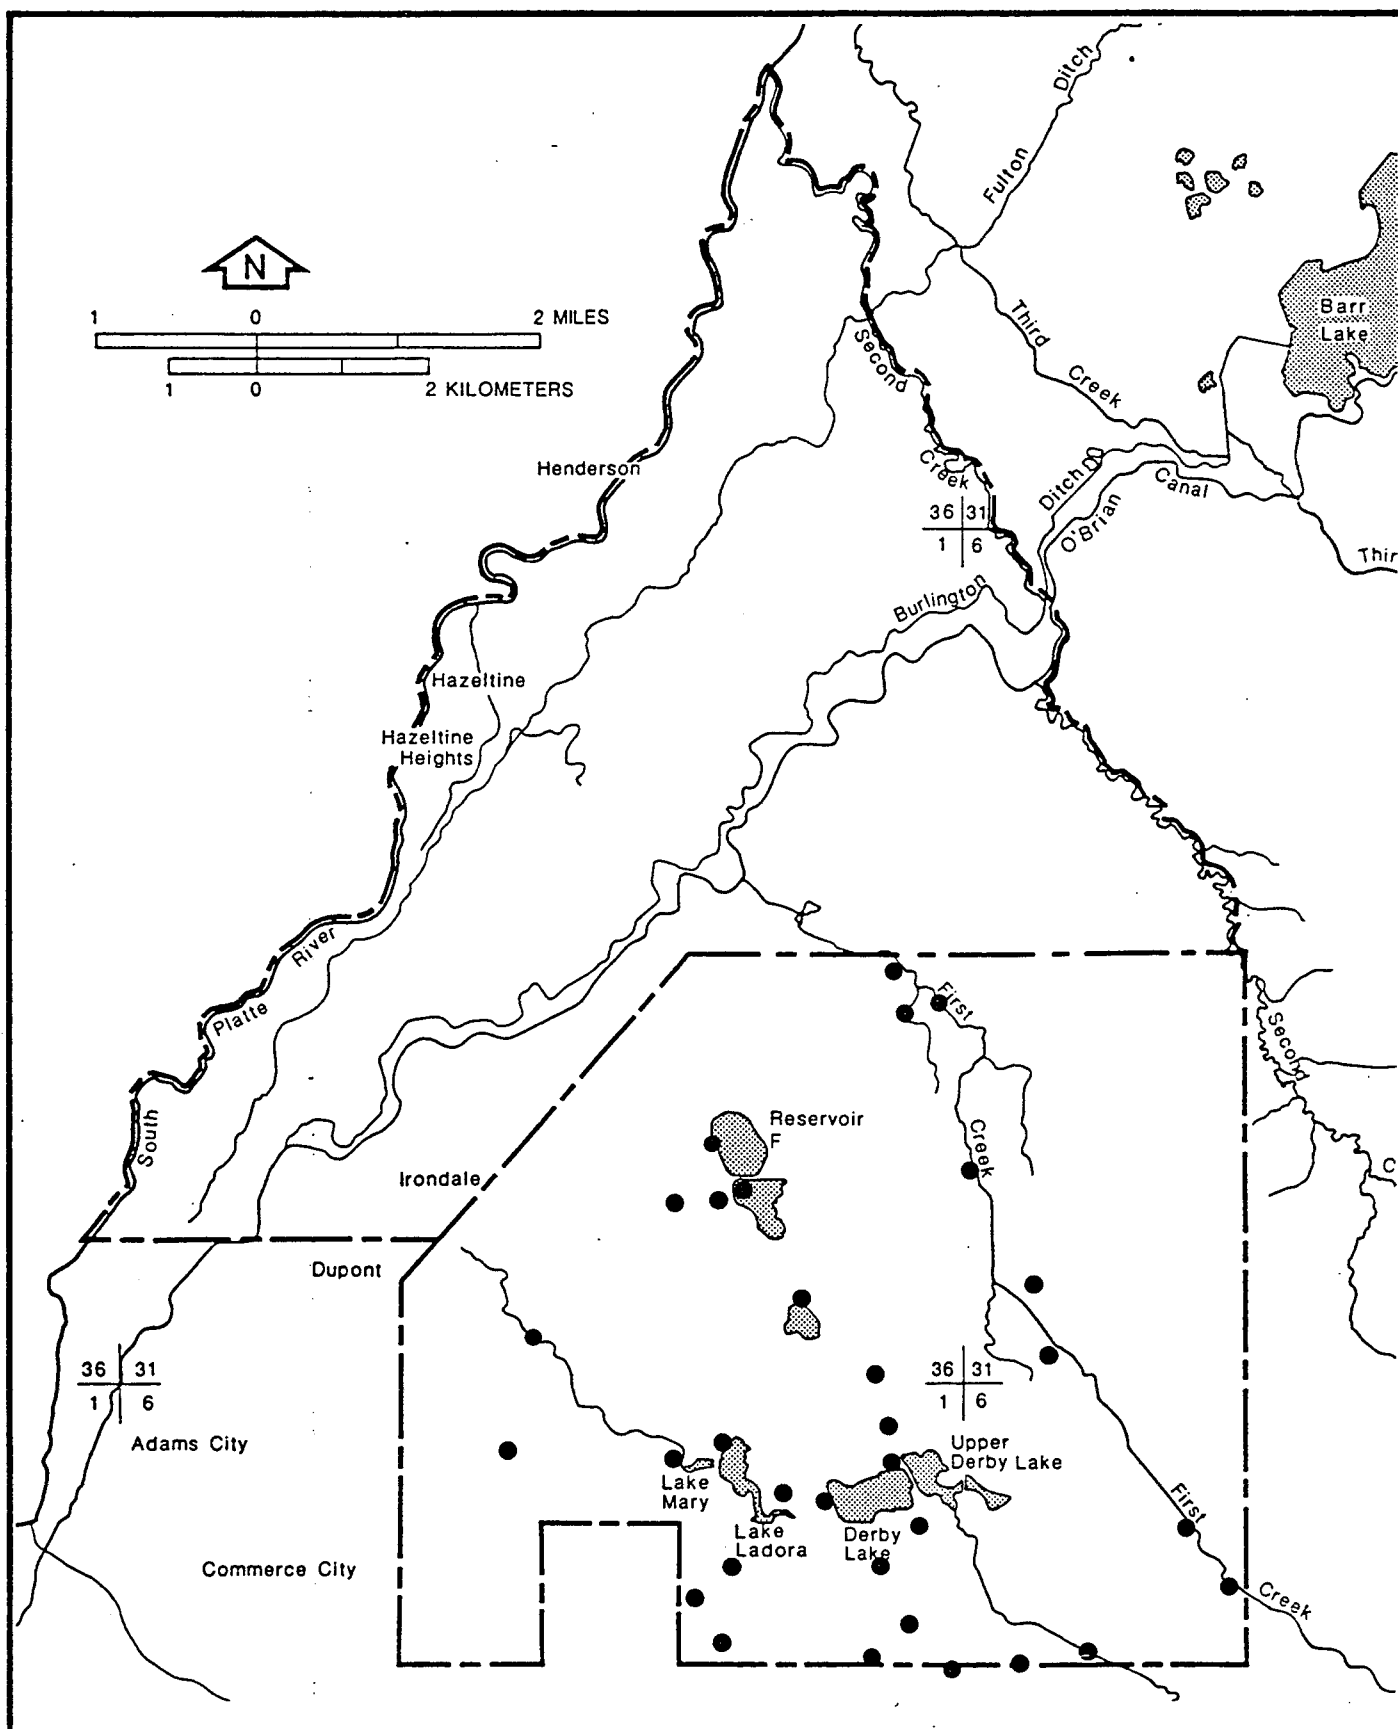 Ditch
Fulton
N
1 0 2 MILES
1 0 2 KILOMETERS
Barr
Lake
Third
Creek
Second
Creek
Henderson
Ditch
Canal
O'Brian
36 31
1 6
Thir
Burlington
Hazeltine
Hazeltine
Heights
River
Platte
South
First
Creek
Secon
C
Reservoir
F
Irondale
Dupont
36 31
1 6
36 31
1 6
Adams City
Upper
Derby Lake
Lake
Mary
Lake
Ladora
Derby
Lake
First
Creek
Commerce City